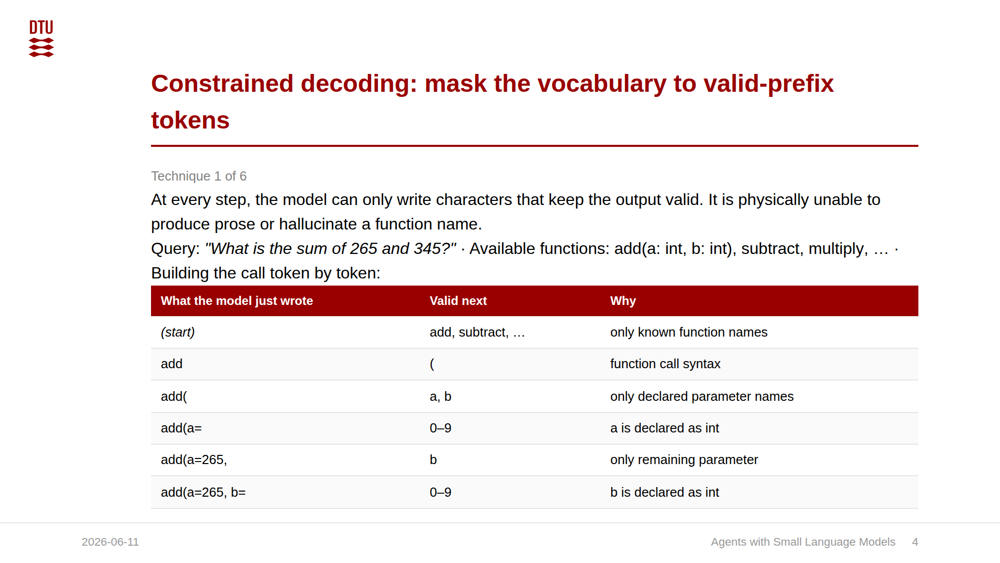 DTU
Constrained decoding: mask the vocabulary to valid-prefix
tokens
Technique 1 of 6
At every step, the model can only write characters that keep the output valid. It is physically unable to
produce prose or hallucinate a function name.
Query: "What is the sum of 265 and 345?" · Available functions: add(a: int, b: int), subtract, multiply, … ·
Building the call token by token:
What the model just wrote Valid next Why
(start) add, subtract, … only known function names
add ( function call syntax
add( a, b only declared parameter names
add(a= 0–9 a is declared as int
add(a=265, b only remaining parameter
add(a=265, b= 0–9 b is declared as int
2026-06-11 Agents with Small Language Models 4